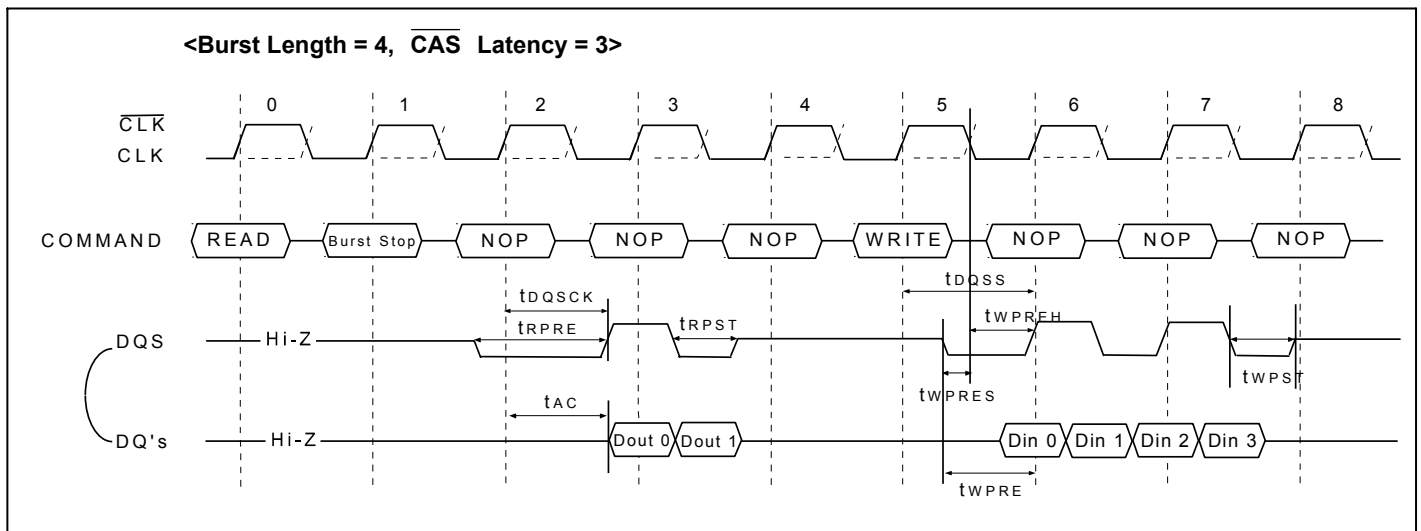 <Burst Length = 4, CAS Latency = 3>
0 1 2 3 4 5 6 7 8
CLK
CLK
COMMAND READ Burst Stop NOP NOP NOP WRITE NOP NOP NOP
tDQSCK tDQSS
tRPRE tRPST tWPREH
DQS Hi-Z
tWPRES tWPST
tAC
DQ's Hi-Z Dout 0 Dout 1 Din 0 Din 1 Din 2 Din 3
tWPRE